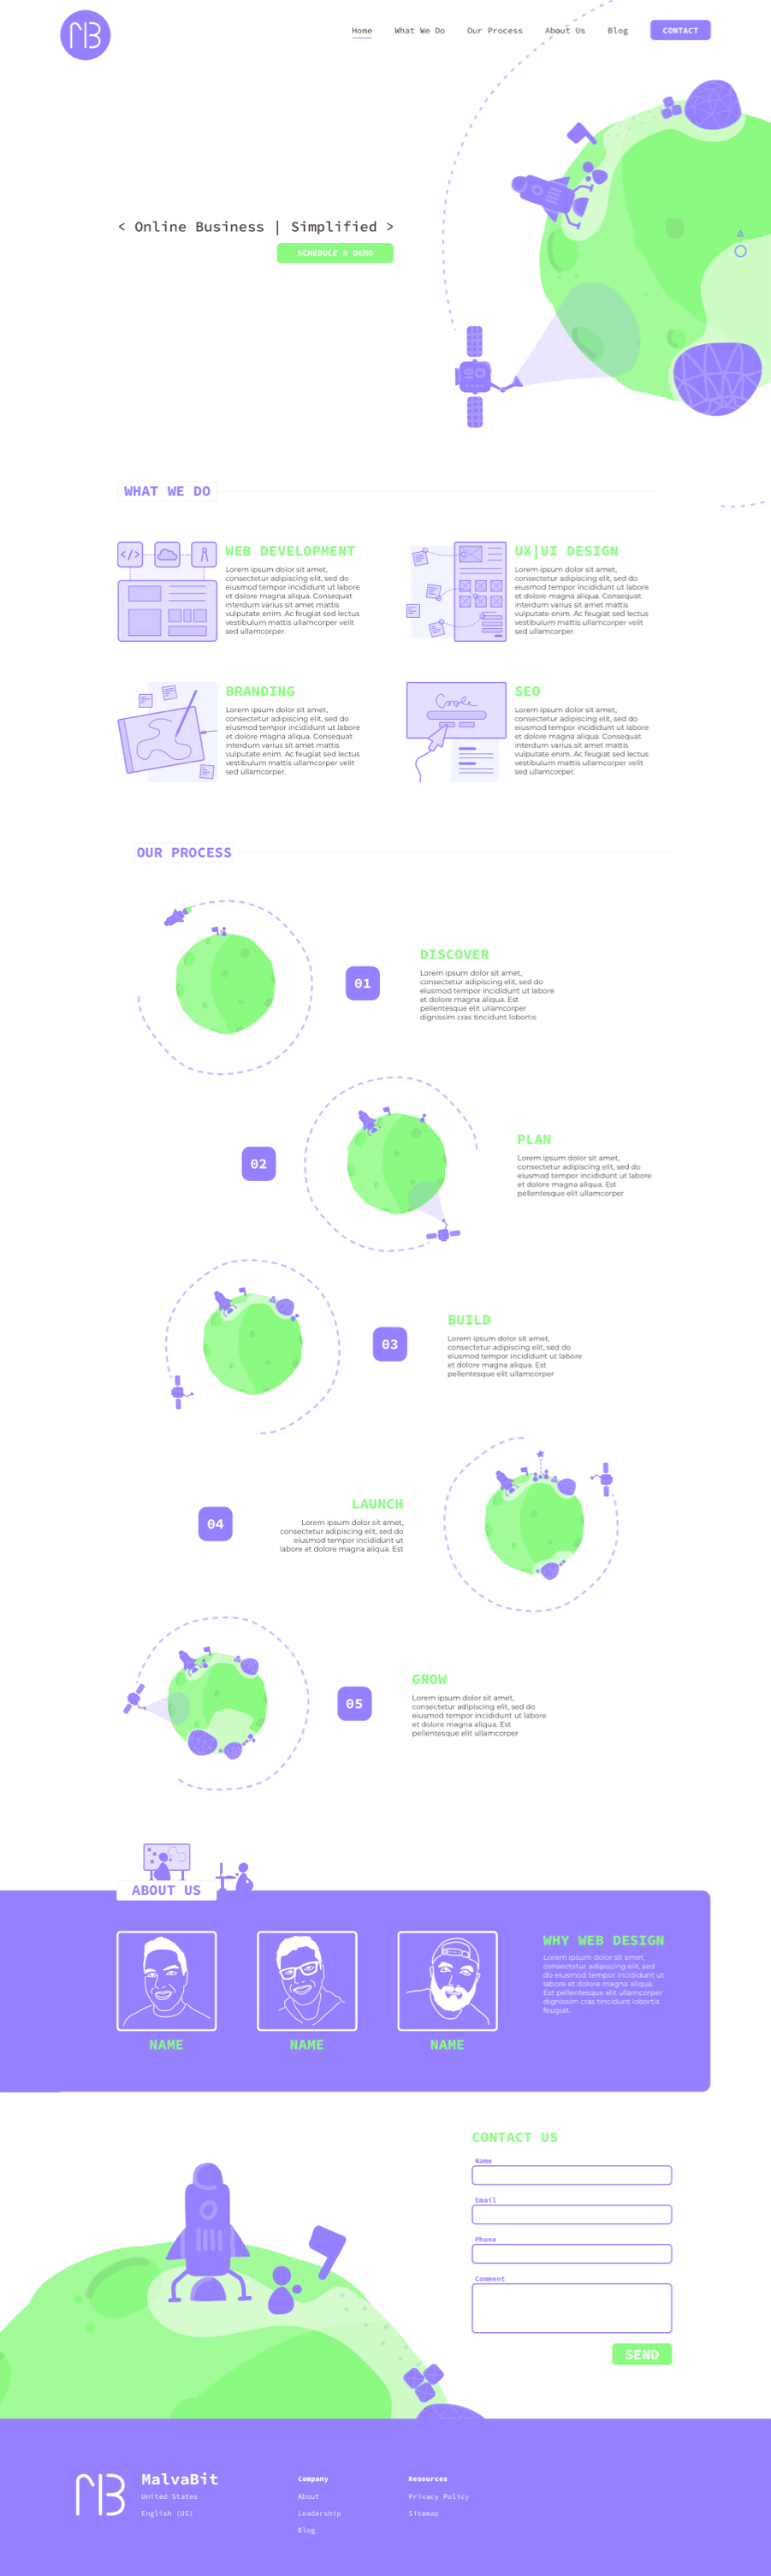 MB
Home What We Do Our Process About Us Blog CONTACT
< Online Business | Simplified >
SCHEDULE A DEMO
WHAT WE DO
</>
WEB DEVELOPMENT
Lorem ipsum dolor sit amet,
consectetur adipiscing elit, sed do
eiusmod tempor incididunt ut labore
et dolore magna aliqua. Consequat
interdum varius sit amet mattis
vulputate enim. Ac feugiat sed lectus
vestibulum mattis ullamcorper velit
sed ullamcorper.
UX|UI DESIGN
Lorem ipsum dolor sit amet,
consectetur adipiscing elit, sed do
eiusmod tempor incididunt ut labore
et dolore magna aliqua. Consequat
interdum varius sit amet mattis
vulputate enim. Ac feugiat sed lectus
vestibulum mattis ullamcorper velit
sed ullamcorper.
BRANDING
Lorem ipsum dolor sit amet,
consectetur adipiscing elit, sed do
eiusmod tempor incididunt ut labore
et dolore magna aliqua. Consequat
interdum varius sit amet mattis
vulputate enim. Ac feugiat sed lectus
vestibulum mattis ullamcorper velit
sed ullamcorper.
SEO
Lorem ipsum dolor sit amet,
consectetur adipiscing elit, sed do
eiusmod tempor incididunt ut labore
et dolore magna aliqua. Consequat
interdum varius sit amet mattis
vulputate enim. Ac feugiat sed lectus
vestibulum mattis ullamcorper velit
sed ullamcorper.
OUR PROCESS
01
DISCOVER
Lorem ipsum dolor sit amet,
consectetur adipiscing elit, sed do
eiusmod tempor incididunt ut labore
et dolore magna aliqua. Est
pellentesque elit ullamcorper
dignissim cras tincidunt lobortis
02
PLAN
Lorem ipsum dolor sit amet,
consectetur adipiscing elit, sed do
eiusmod tempor incididunt ut labore
et dolore magna aliqua. Est
pellentesque elit ullamcorper
03
BUILD
Lorem ipsum dolor sit amet,
consectetur adipiscing elit, sed do
eiusmod tempor incididunt ut labore
et dolore magna aliqua. Est
pellentesque elit ullamcorper
04
LAUNCH
Lorem ipsum dolor sit amet,
consectetur adipiscing elit, sed do
eiusmod tempor incididunt ut
labore et dolore magna aliqua. Est
05
GROW
Lorem ipsum dolor sit amet,
consectetur adipiscing elit, sed do
eiusmod tempor incididunt ut labore
et dolore magna aliqua. Est
pellentesque elit ullamcorper
ABOUT US
NAME
NAME
NAME
WHY WEB DESIGN
Lorem ipsum dolor sit amet,
consectetur adipiscing elit, sed
do eiusmod tempor incididunt ut
labore et dolore magna aliqua.
Est pellentesque elit ullamcorper
dignissim cras tincidunt lobortis
feugiat.
CONTACT US
Name
Email
Phone
Comment
SEND
MB
MalvaBit
United States
English (US)
Company
About
Leadership
Blog
Resources
Privacy Policy
Sitemap